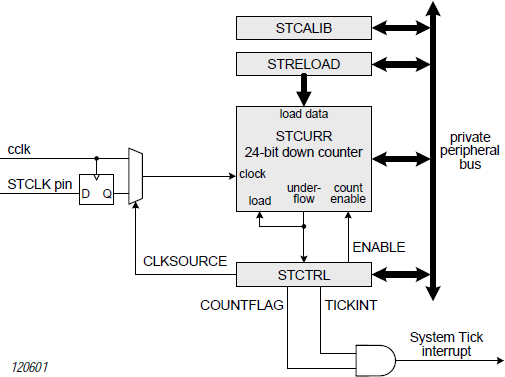 STCALIB
STRELOAD
load data
STCURR
24-bit down counter
private
peripheral
bus
cclk
STCLK pin
D Q
clock
load
under-
flow
count
enable
CLKSOURCE
ENABLE
STCTRL
COUNTFLAG
TICKINT
System Tick
interrupt
120601